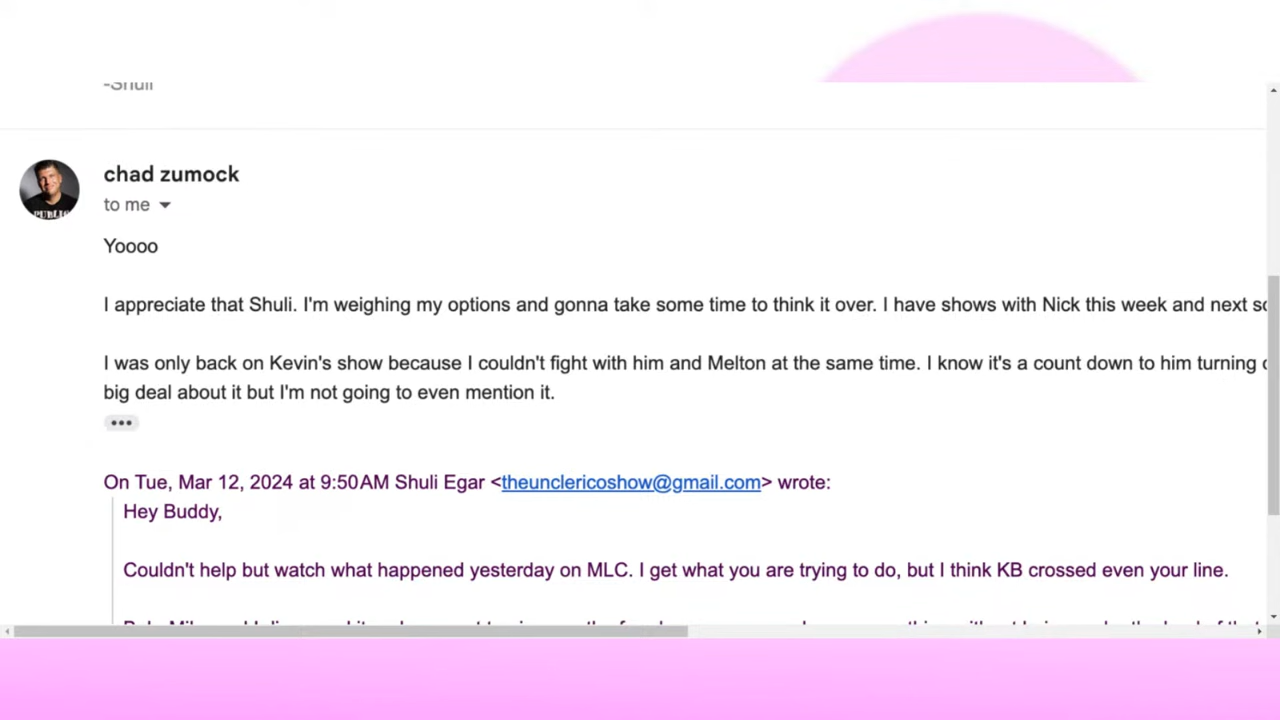 -Shuli
chad zumock
to me
Yoooo
I appreciate that Shuli. I'm weighing my options and gonna take some time to think it over. I have shows with Nick this week and next
I was only back on Kevin's show because I couldn't fight with him and Melton at the same time. I know it's a count down to him turning
big deal about it but I'm not going to even mention it.
On Tue, Mar 12, 2024 at 9:50 AM Shuli Egar <theunclericoshow@gmail.com> wrote:
Hey Buddy,
Couldn't help but watch what happened yesterday on MLC. I get what you are trying to do, but I think KB crossed even your line.